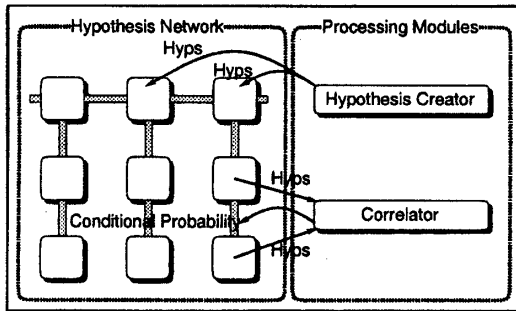 Hypothesis Network
Processing Modules
Hyps
Hyps
Hypothesis Creator
Hyps
Conditional Probability
Correlator
Hyps